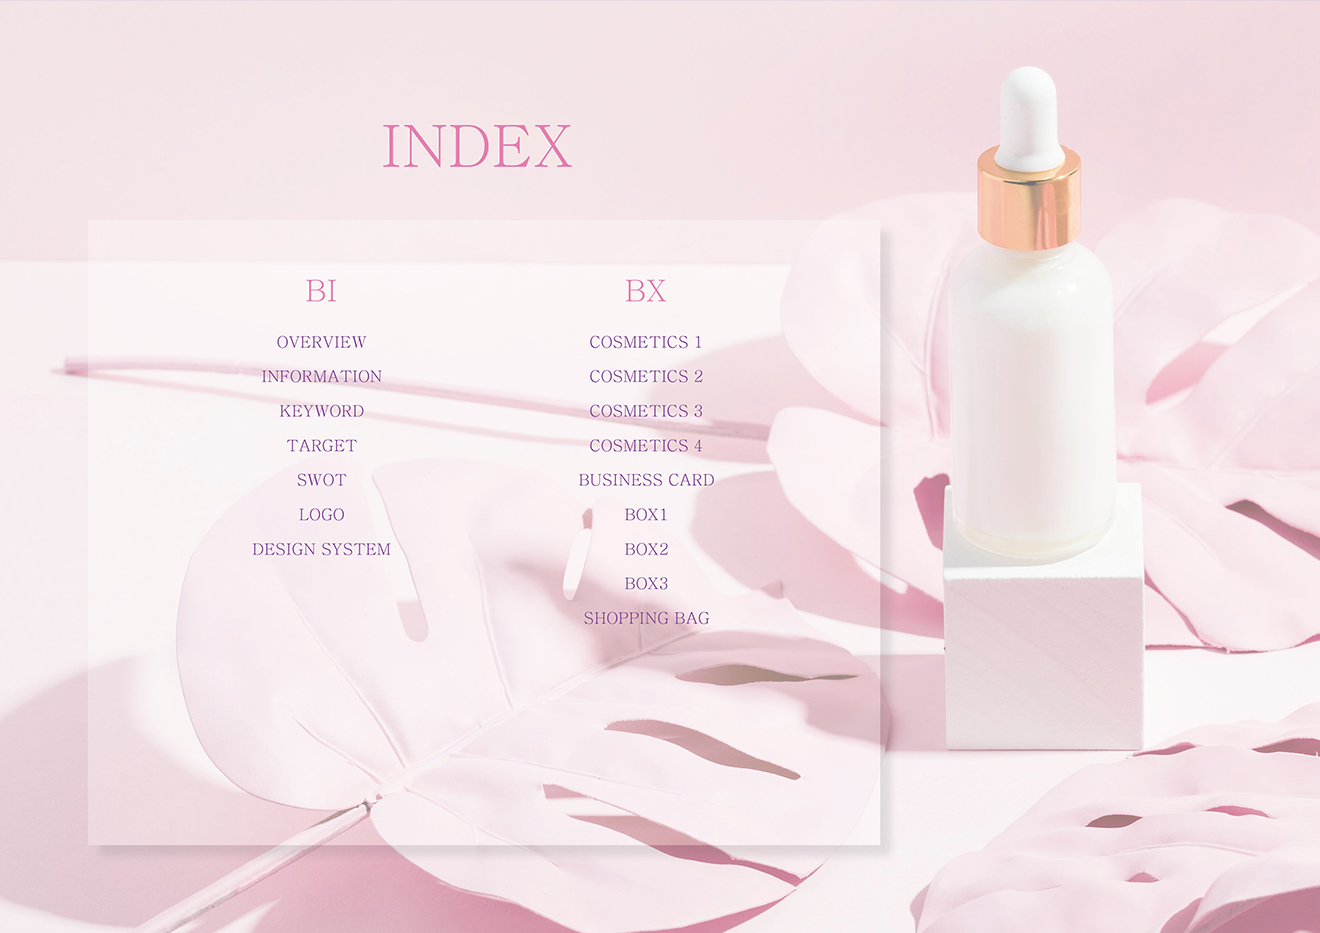 INDEX
BI
OVERVIEW
INFORMATION
KEYWORD
TARGET
SWOT
LOGO
DESIGN SYSTEM
BX
COSMETICS 1
COSMETICS 2
COSMETICS 3
COSMETICS 4
BUSINESS CARD
BOX1
BOX2
BOX3
SHOPPING BAG